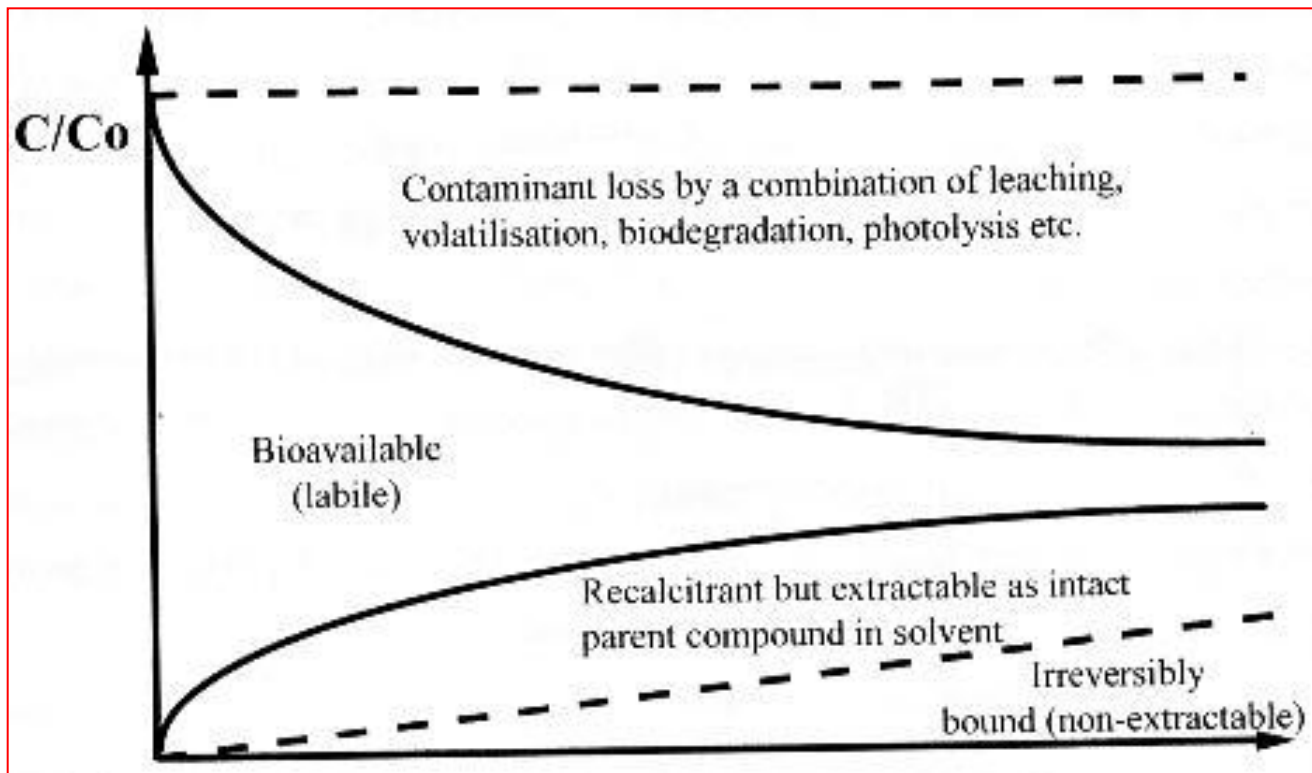 C/Co
Contaminant loss by a combination of leaching,
volatilisation, biodegradation, photolysis etc.
Bioavailable
(labile)
Recalcitrant but extractable as intact
parent compound in solvent
Irreversibly
bound (non-extractable)